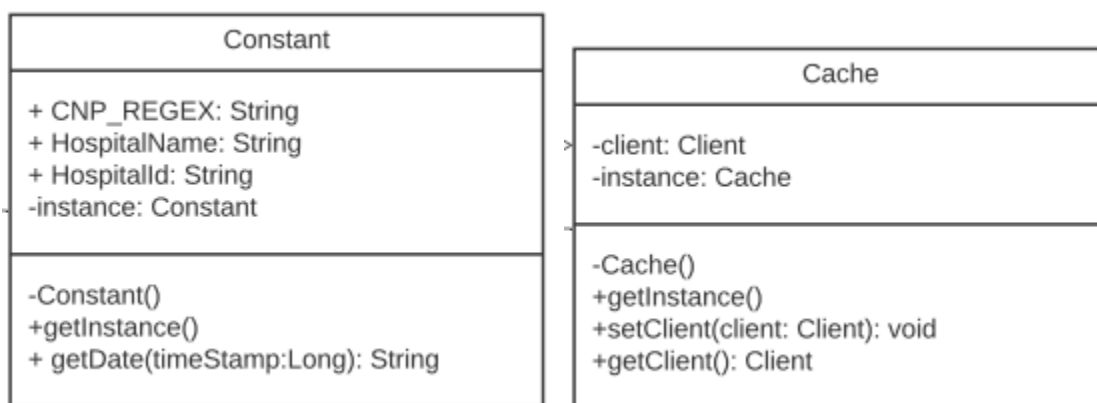 Constant
+ CNP_REGEX: String
+ HospitalName: String
+ HospitalId: String
-instance: Constant
-Constant()
+getInstance()
+ getDate(timeStamp:Long): String
Cache
-client: Client
-instance: Cache
-Cache()
+getInstance()
+setClient(client: Client): void
+getClient(): Client